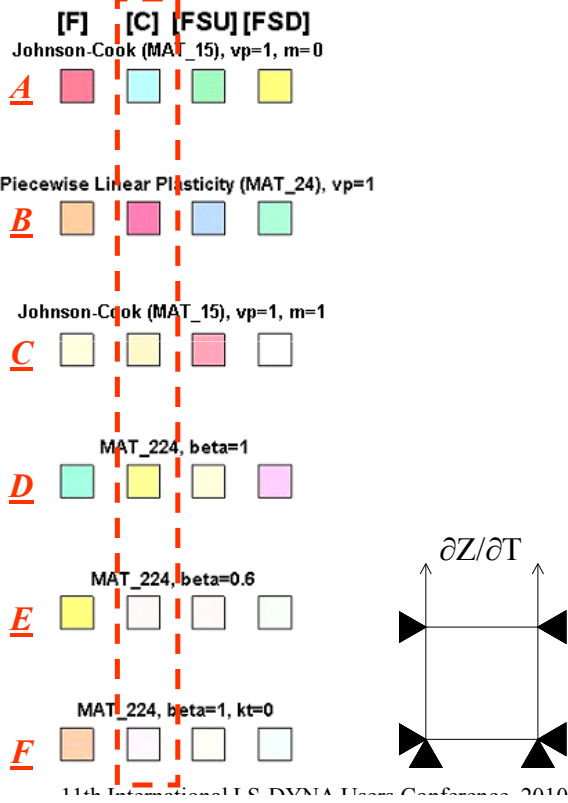 [F] [C] [FSU] [FSD]
Johnson-Cook (MAT_15), vp=1, m=0
A
Piecewise Linear Plasticity (MAT_24), vp=1
B
Johnson-Cook (MAT_15), vp=1, m=1
C
MAT_224, beta=1
D
∂Z/∂T
MAT_224, beta=0.6
E
MAT_224, beta=1, kt=0
F
11th International LS-DYNA Users Conference, 2010